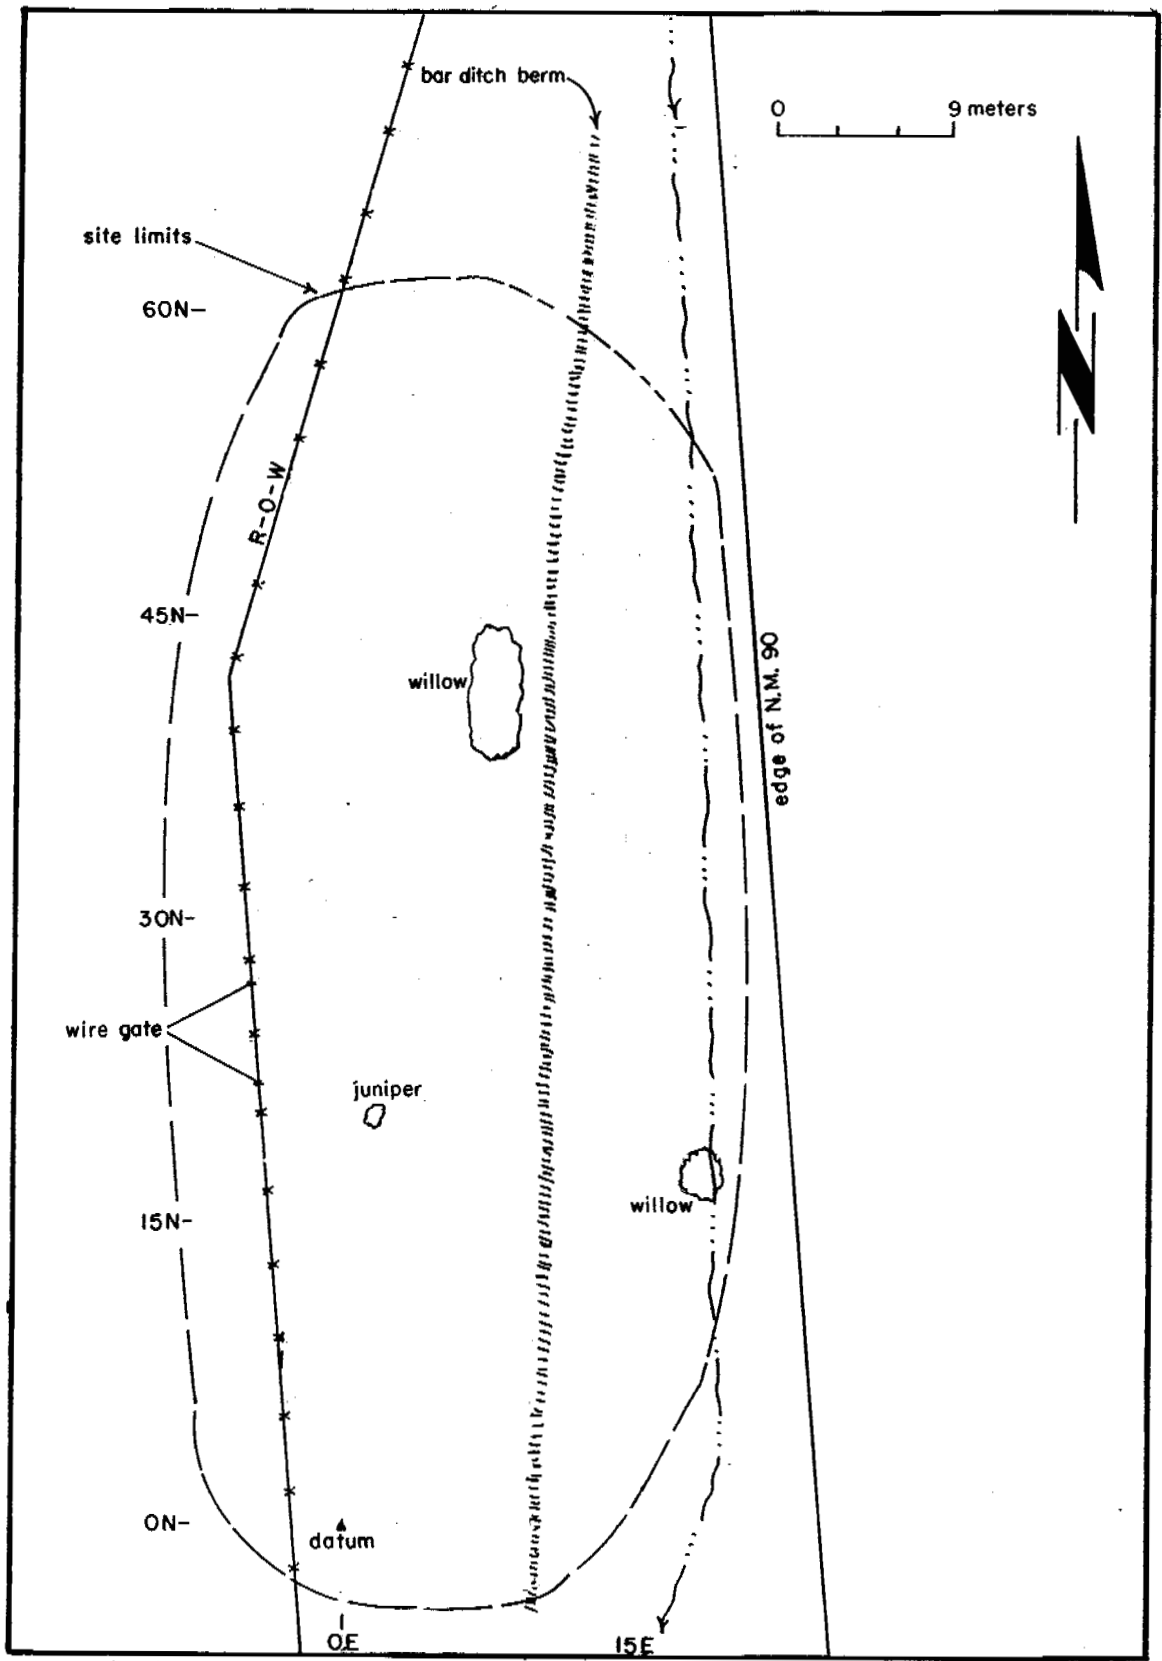 bar ditch berm
0 9 meters
site limits
60N-
R-O-W
N
45N-
willow
edge of N.M. 90
30N-
wire gate
juniper
willow
15N-
0N-
datum
0E
15E